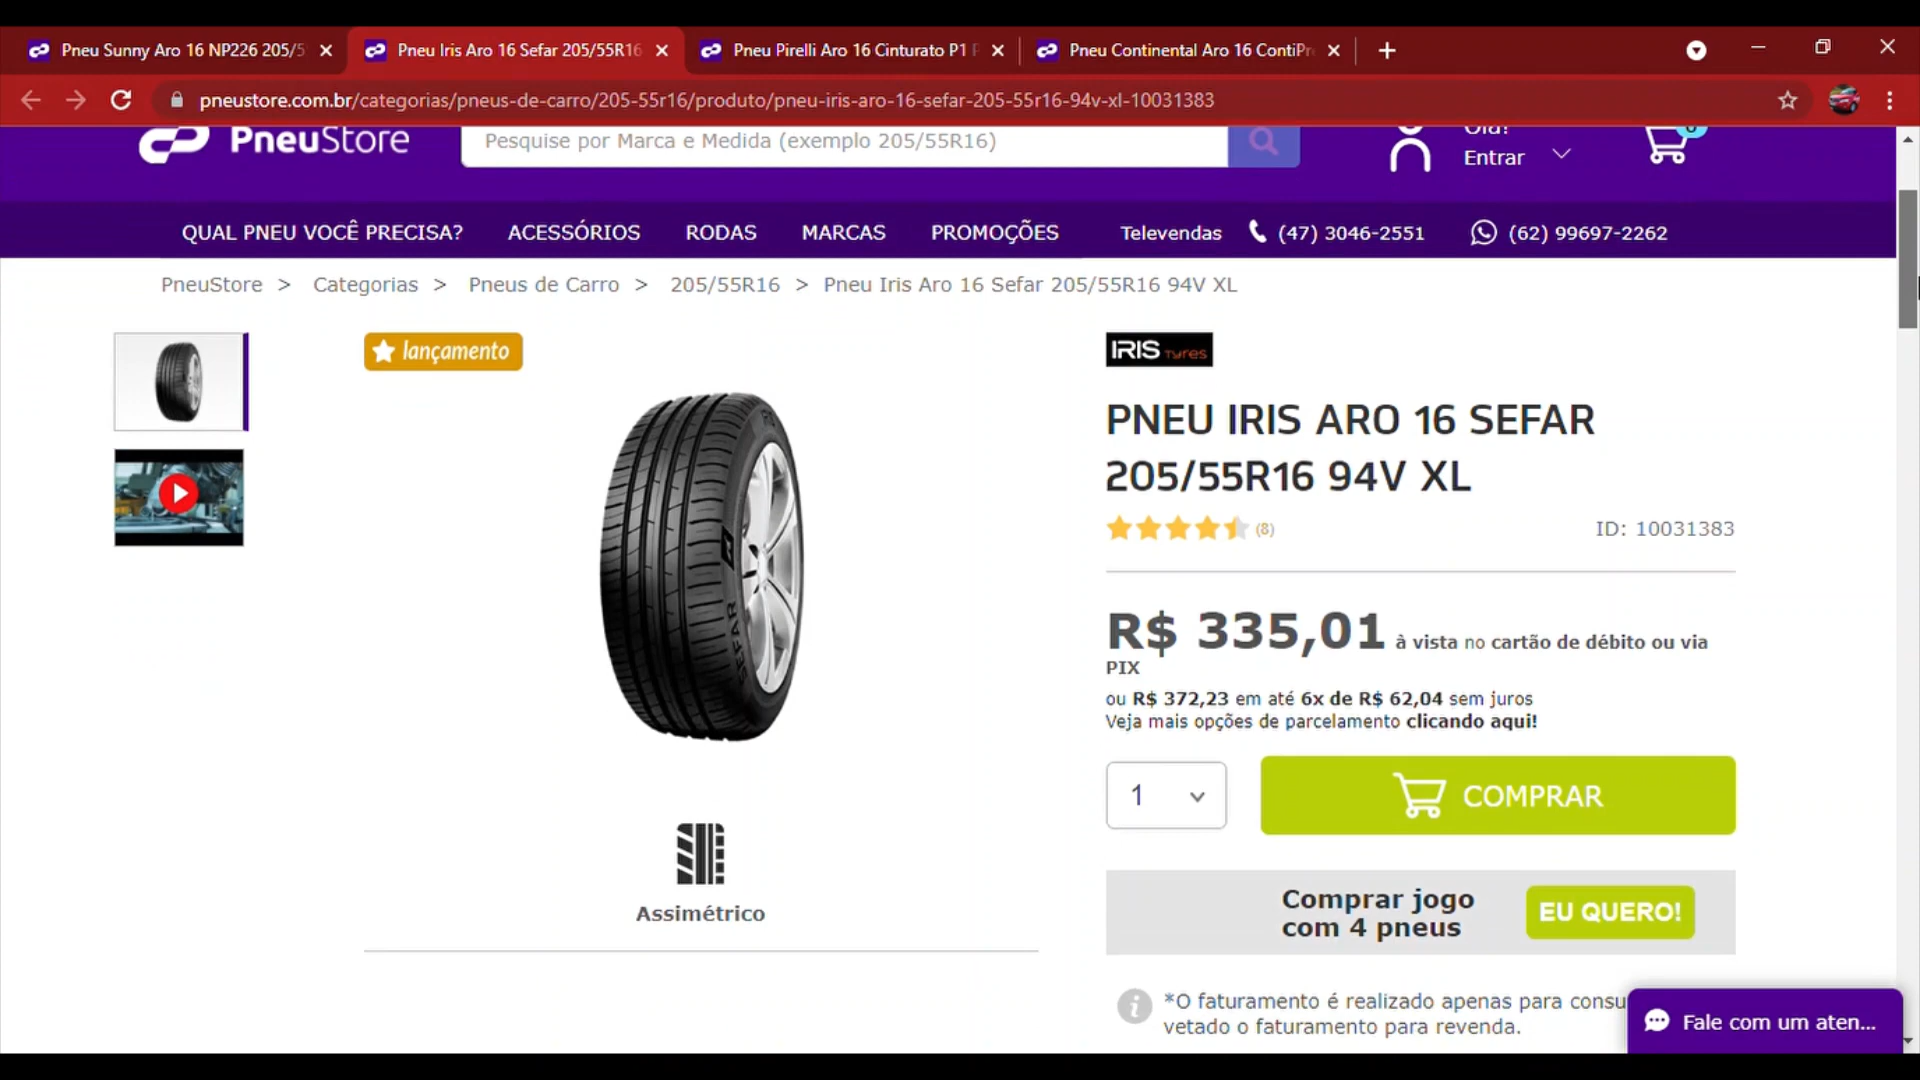 Pneu Sunny Aro 16 NP226 205/5
Pneu Iris Aro 16 Sefar 205/55R16
Pneu Pirelli Aro 16 Cinturato P1
Pneu Continental Aro 16 ContiPr
pneustore.com.br/categorias/pneus-de-carro/205-55r16/produto/pneu-iris-aro-16-sefar-205-55r16-94v-xl-10031383
PneuStore
Pesquise por Marca e Medida (exemplo 205/55R16)
Olá!
Entrar
QUAL PNEU VOCÊ PRECISA?
ACESSÓRIOS
RODAS
MARCAS
PROMOÇÕES
Televendas (47) 3046-2551
(62) 99697-2262
PneuStore > Categorias > Pneus de Carro > 205/55R16 > Pneu Iris Aro 16 Sefar 205/55R16 94V XL
lançamento
IRIS Tyres
PNEU IRIS ARO 16 SEFAR
205/55R16 94V XL
(8)
ID: 10031383
SEFAR
R$ 335,01 à vista no cartão de débito ou via
PIX
ou R$ 372,23 em até 6x de R$ 62,04 sem juros
Veja mais opções de parcelamento clicando aqui!
1
COMPRAR
Assimétrico
Comprar jogo
com 4 pneus
EU QUERO!
*O faturamento é realizado apenas para consu
vetado o faturamento para revenda.
Fale com um aten...